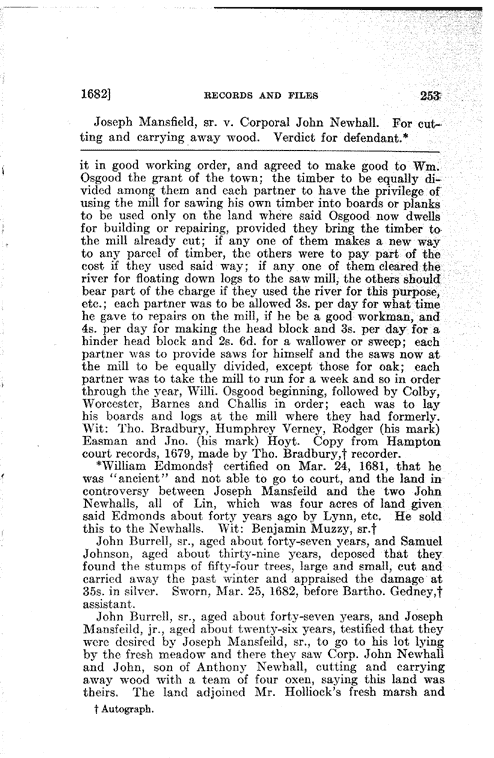 1682] RECORDS AND FILES 253
Joseph Mansfield, sr. v. Corporal John Newhall. For cut-
ting and carrying away wood. Verdict for defendant.*
it in good working order, and agreed to make good to Wm.
Osgood the grant of the town; the timber to be equally di-
vided among them and each partner to have the privilege of
using the mill for sawing his own timber into boards or planks
to be used only on the land where said Osgood now dwells
for building or repairing, provided they bring the timber to
the mill already cut; if any one of them makes a new way
to any parcel of timber, the others were to pay part of the
cost if they used said way; if any one of them cleared the
river for floating down logs to the saw mill, the others should
bear part of the charge if they used the river for this purpose,
etc.; each partner was to be allowed 3s. per day for what time
he gave to repairs on the mill, if he be a good workman, and
4s. per day for making the head block and 3s. per day for a
hinder head block and 2s. 6d. for a wallower or sweep; each
partner was to provide saws for himself and the saws now at
the mill to be equally divided, except those for oak; each
partner was to take the mill to run for a week and so in order
through the year, Willi. Osgood beginning, followed by Colby,
Worcester, Barnes and Challis in order; each was to lay
his boards and logs at the mill where they had formerly.
Wit: Tho. Bradbury, Humphrey Verney, Rodger (his mark)
Easman and Jno. (his mark) Hoyt. Copy from Hampton
court records, 1679, made by Tho. Bradbury,† recorder.
*William Edmonds† certified on Mar. 24, 1681, that he
was "ancient" and not able to go to court, and the land in
controversy between Joseph Mansfeild and the two John
Newhalls, all of Lin, which was four acres of land given
said Edmonds about forty years ago by Lynn, etc. He sold
this to the Newhalls. Wit: Benjamin Muzzy, sr.†
John Burrell, sr., aged about forty-seven years, and Samuel
Johnson, aged about thirty-nine years, deposed that they
found the stumps of fifty-four trees, large and small, cut and
carried away the past winter and appraised the damage at
35s. in silver. Sworn, Mar. 25, 1682, before Bartho. Gedney,†
assistant.
John Burrell, sr., aged about forty-seven years, and Joseph
Mansfeild, jr., aged about twenty-six years, testified that they
were desired by Joseph Mansfeild, sr., to go to his lot lying
by the fresh meadow and there they saw Corp. John Newhall
and John, son of Anthony Newhall, cutting and carrying
away wood with a team of four oxen, saying this land was
theirs. The land adjoined Mr. Holliock's fresh marsh and
† Autograph.